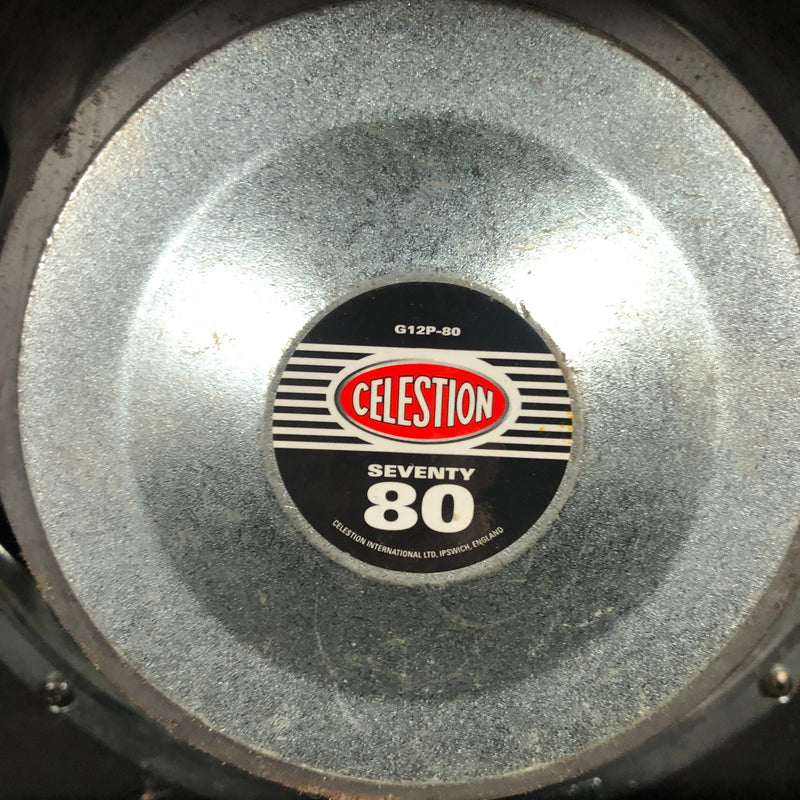 G12P-80
CELESTION
SEVENTY
80
CELESTION INTERNATIONAL LTD, IPSWICH, ENGLAND